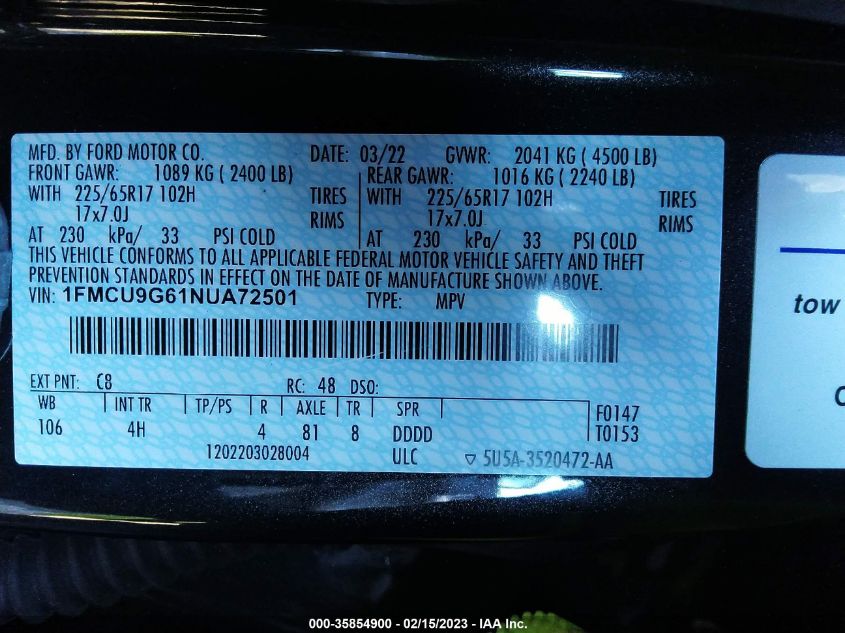 MFD. BY FORD MOTOR CO. DATE: 03/22 GVWR: 2041 KG ( 4500 LB)
FRONT GAWR: 1089 KG ( 2400 LB) REAR GAWR: 1016 KG ( 2240 LB)
WITH 225/65R17 102H TIRES WITH 225/65R17 102H TIRES
17x7.0J RIMS 17x7.0J RIMS
AT 230 kPa/ 33 PSI COLD AT 230 kPa/ 33 PSI COLD
THIS VEHICLE CONFORMS TO ALL APPLICABLE FEDERAL MOTOR VEHICLE SAFETY AND THEFT
PREVENTION STANDARDS IN EFFECT ON THE DATE OF MANUFACTURE SHOWN ABOVE.
VIN: 1FMCU9G61NUA72501 TYPE: MPV
EXT PNT: C8 RC: 48 DSO:
WB INT TR TP/PS R AXLE TR SPR F0147
106 4H 4 81 8 DDDD T0153
1202203028004 ULC ▽ 5U5A-3520472-AA
tow
000-35854900 - 02/15/2023 - IAA Inc.